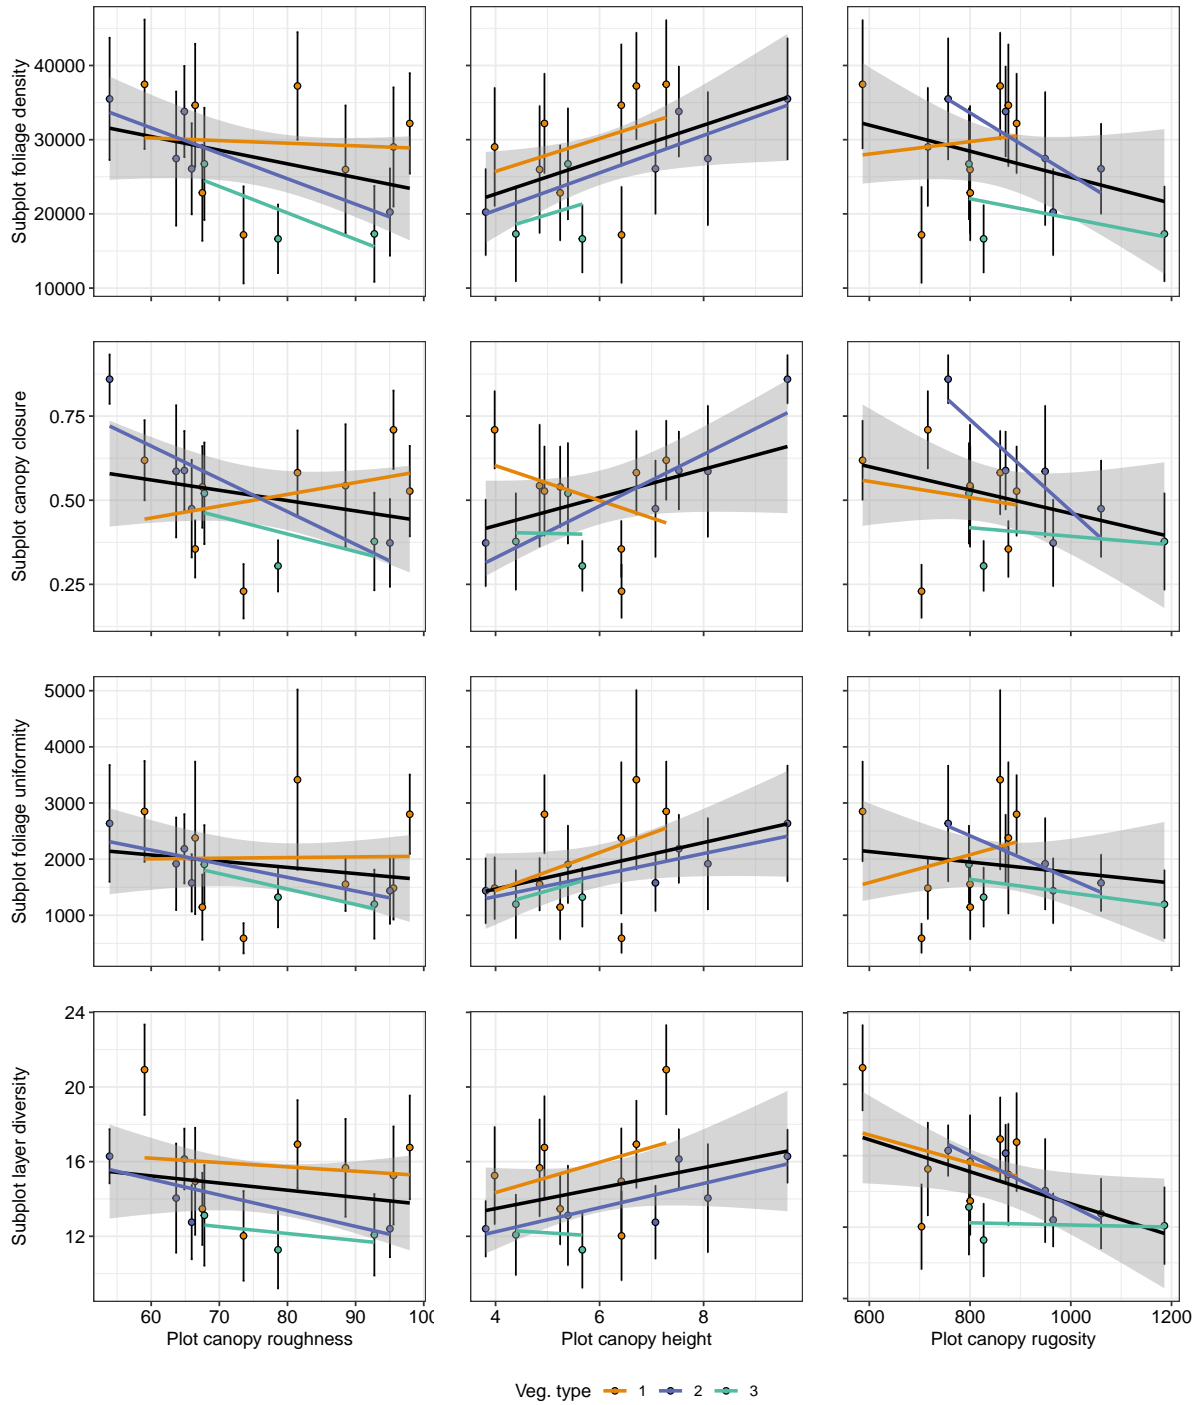 Subplot foliage density
40000
30000
20000
10000
Subplot canopy closure
0.75
0.50
0.25
Subplot foliage uniformity
5000
4000
3000
2000
1000
Subplot layer diversity
24
20
16
12
60 70 80 90 100
4 6 8
600 800 1000 1200
Plot canopy roughness
Plot canopy height
Plot canopy rugosity
Veg. type 1 2 3